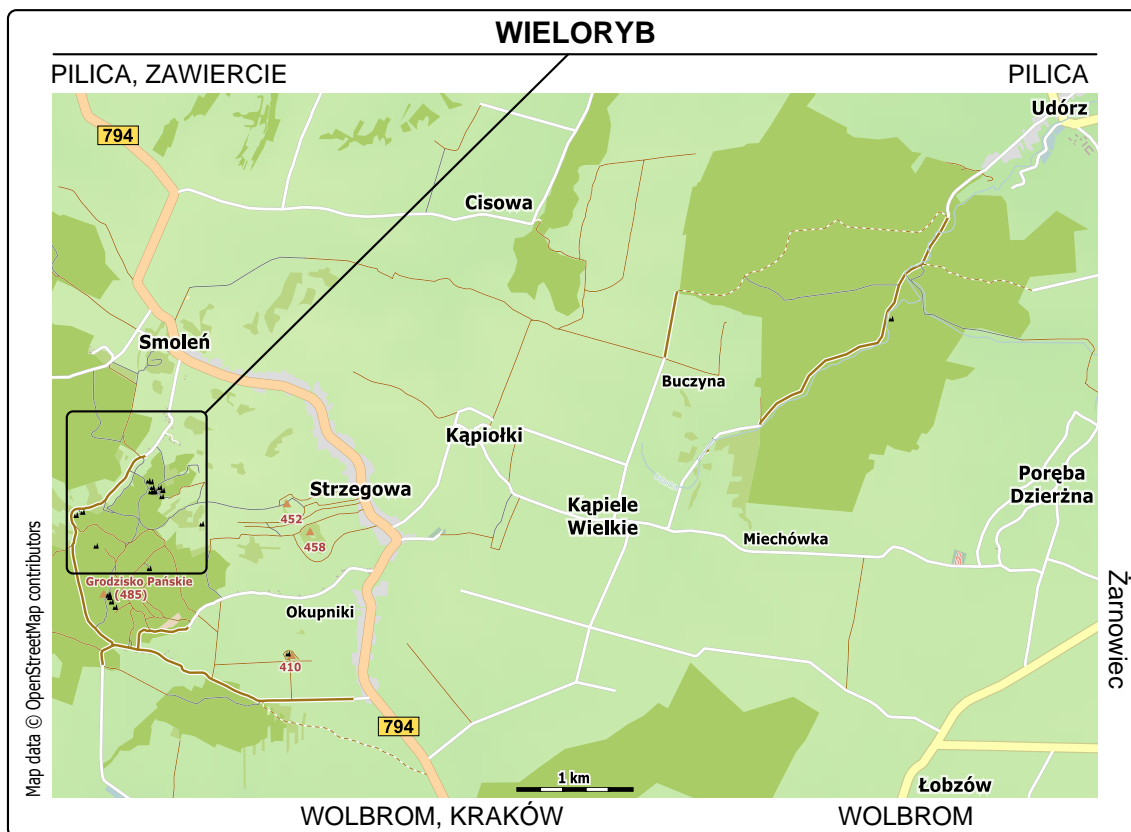 WIELORYB
PILICA, ZAWIERCIE
PILICA
Udórz
794
Cisowa
Smoleń
Buczyna
Kąpiołki
Strzegowa
Poręba
Dzierżna
452
Kąpiele
Wielkie
458
Miechówka
Grodzisko Pańskie
(485)
Okupniki
Żarnowiec
410
794
1 km
Łobzów
Map data © OpenStreetMap contributors
WOLBROM, KRAKÓW
WOLBROM